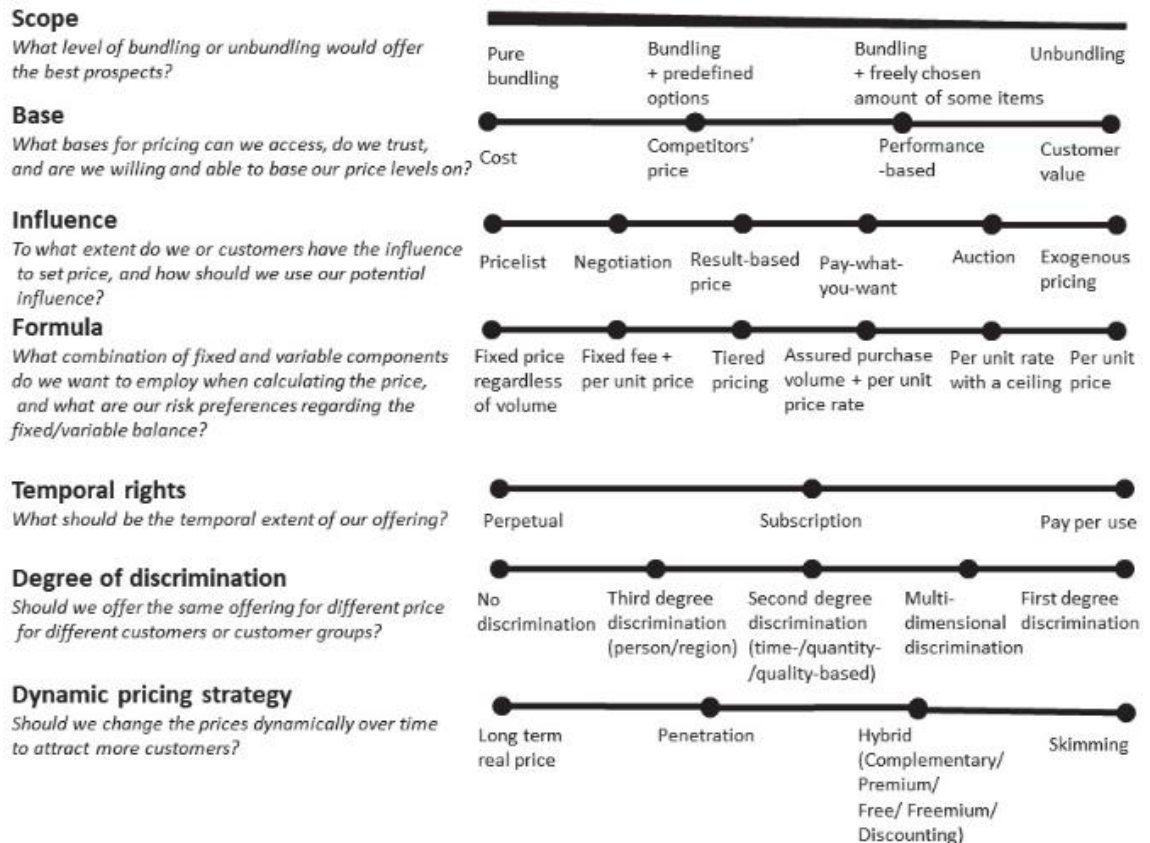 Scope
What level of bundling or unbundling would offer
the best prospects?
Pure
bundling
Bundling
+ predefined
options
Bundling
+ freely chosen
amount of some items
Unbundling
Base
What bases for pricing can we access, do we trust,
and are we willing and able to base our price levels on?
Cost
Competitors'
price
Performance
-based
Customer
value
Influence
To what extent do we or customers have the influence
to set price, and how should we use our potential
influence?
Pricelist
Negotiation
Result-based
price
Pay-what-
you-want
Auction
Exogenous
pricing
Formula
What combination of fixed and variable components
do we want to employ when calculating the price,
and what are our risk preferences regarding the
fixed/variable balance?
Fixed price
regardless
of volume
Fixed fee +
per unit price
Tiered
pricing
Assured purchase
volume + per unit
price rate
Per unit rate
with a ceiling
Per unit
price
Temporal rights
What should be the temporal extent of our offering?
Perpetual
Subscription
Pay per use
Degree of discrimination
Should we offer the same offering for different price
for different customers or customer groups?
No
discrimination
Third degree
discrimination
(person/region)
Second degree
discrimination
(time-/quantity-
/quality-based)
Multi-
dimensional
discrimination
First degree
discrimination
Dynamic pricing strategy
Should we change the prices dynamically over time
to attract more customers?
Long term
real price
Penetration
Hybrid
(Complementary/
Premium/
Free/ Freemium/
Discounting)
Skimming